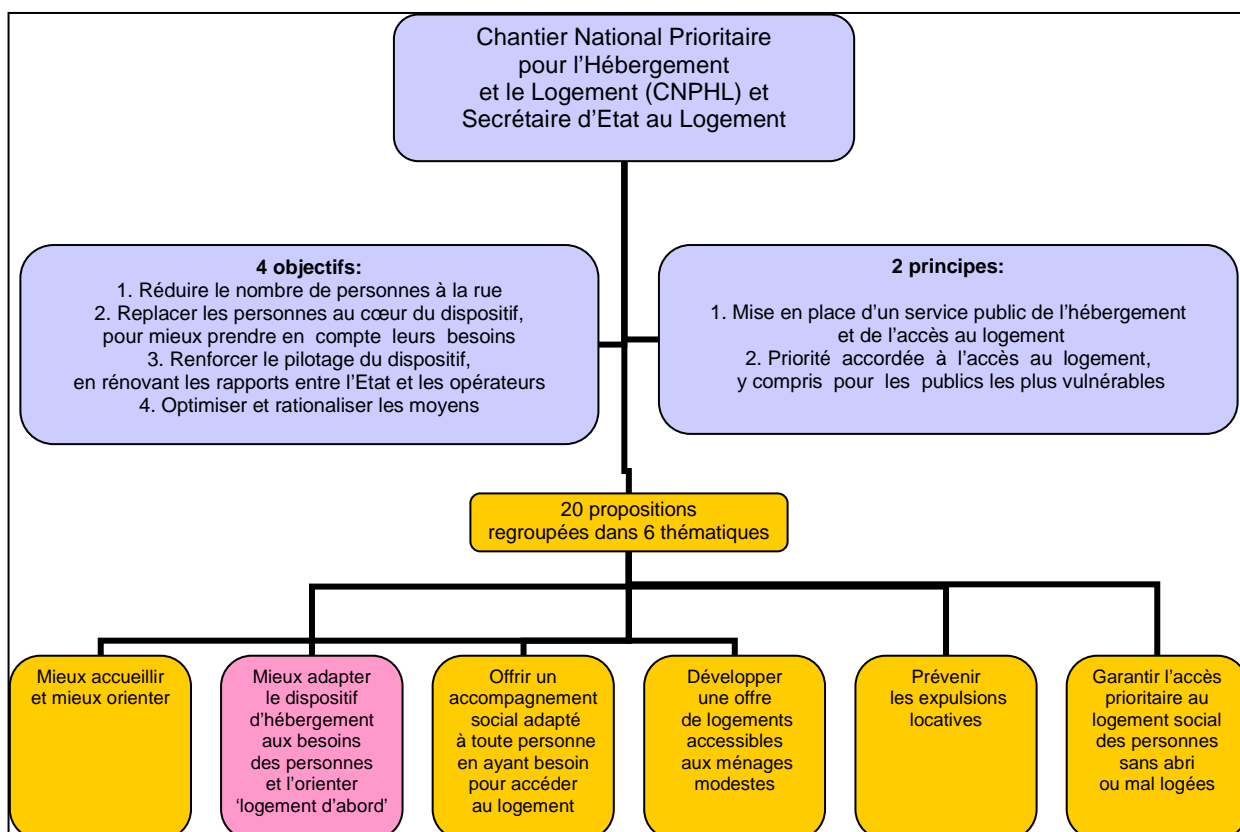 Chantier National Prioritaire
pour l'Hébergement
et le Logement (CNPHL) et
Secrétaire d'Etat au Logement
4 objectifs:
1. Réduire le nombre de personnes à la rue
2. Replacer les personnes au cœur du dispositif,
pour mieux prendre en compte leurs besoins
3. Renforcer le pilotage du dispositif,
en rénovant les rapports entre l'Etat et les opérateurs
4. Optimiser et rationaliser les moyens
2 principes:
1. Mise en place d'un service public de l'hébergement
et de l'accès au logement
2. Priorité accordée à l'accès au logement,
y compris pour les publics les plus vulnérables
20 propositions
regroupées dans 6 thématiques
Mieux accueillir
et mieux orienter
Mieux adapter
le dispositif
d'hébergement
aux besoins
des personnes
et l'orienter
'logement d'abord'
Offrir un
accompagnement
social adapté
à toute personne
en ayant besoin
pour accéder
au logement
Développer
une offre
de logements
accessibles
aux ménages
modestes
Prévenir
les expulsions
locatives
Garantir l'accès
prioritaire au
logement social
des personnes
sans abri
ou mal logées